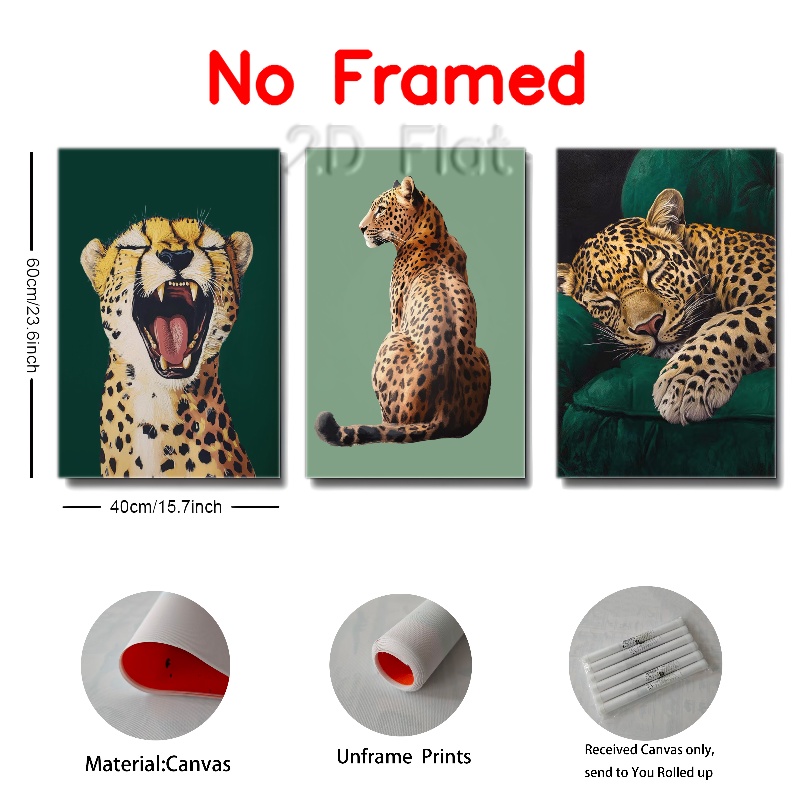 No Framed
2D Flat
60cm/23.6inch
40cm/15.7inch
Material:Canvas
Unframe Prints
Received Canvas only,
send to You Rolled up